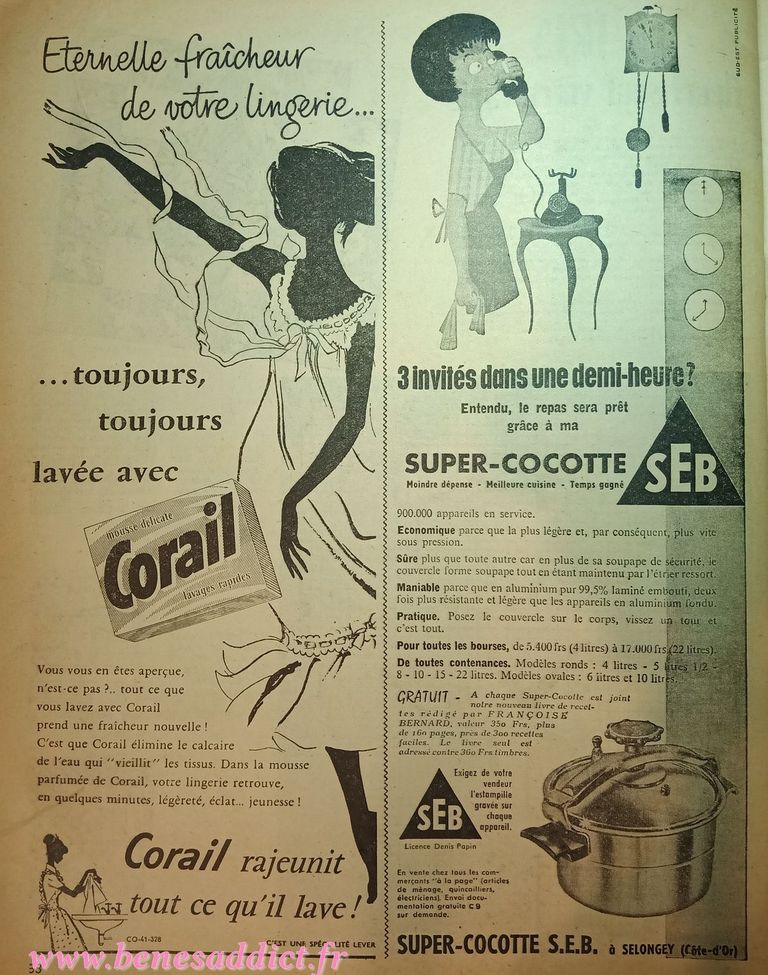 Eternelle fraîcheur
de votre lingerie...
...toujours,
toujours
lavée avec
mousse délicate
Corail
lavages rapides
Vous vous en êtes aperçue,
n'est-ce pas ?.. tout ce que
vous lavez avec Corail
prend une fraîcheur nouvelle !
C'est que Corail élimine le calcaire
de l'eau qui "vieillit" les tissus. Dans la mousse
parfumée de Corail, votre lingerie retrouve,
en quelques minutes, légèreté, éclat... jeunesse !
Corail rajeunit
tout ce qu'il lave !
CO-41-328
C'EST UNE SPÉCIALITÉ LEVER
SUD-EST PUBLICITÉ
3 invités dans une demi-heure ?
Entendu, le repas sera prêt
grâce à ma
SUPER-COCOTTE SEB
Moindre dépense - Meilleure cuisine - Temps gagné
900.000 appareils en service.
Economique parce que la plus légère et, par conséquent, plus vite
sous pression.
Sûre plus que toute autre car en plus de sa soupape de sécurité, le
couvercle forme soupape tout en étant maintenu par l'étrier ressort.
Maniable parce que en aluminium pur 99,5% laminé embouti, deux
fois plus résistante et légère que les appareils en aluminium fondu.
Pratique. Posez le couvercle sur le corps, vissez un tour et
c'est tout.
Pour toutes les bourses, de 5.400 frs (4 litres) à 17.000 frs (22 litres).
De toutes contenances. Modèles ronds : 4 litres - 5 litres 1/2 -
8 - 10 - 15 - 22 litres. Modèles ovales : 6 litres et 10 litres.
GRATUIT - A chaque Super-Cocotte est joint
notre nouveau livre de recet-
tes rédigé par FRANÇOISE
BERNARD, valeur 350 Frs, plus
de 160 pages, près de 300 recettes
faciles. Le livre seul est
adressé contre 360 Frs timbres.
SEB
Licence Denis Papin
Exigez de votre
vendeur
l'estampille
gravée sur
chaque
appareil.
En vente chez tous les com-
merçants "à la page" (articles
de ménage, quincailliers,
électriciens). Envoi docu-
mentation gratuite C 9
sur demande.
SUPER-COCOTTE S.E.B. à SELONGEY (Côte-d'Or)
www.benesaddict.fr